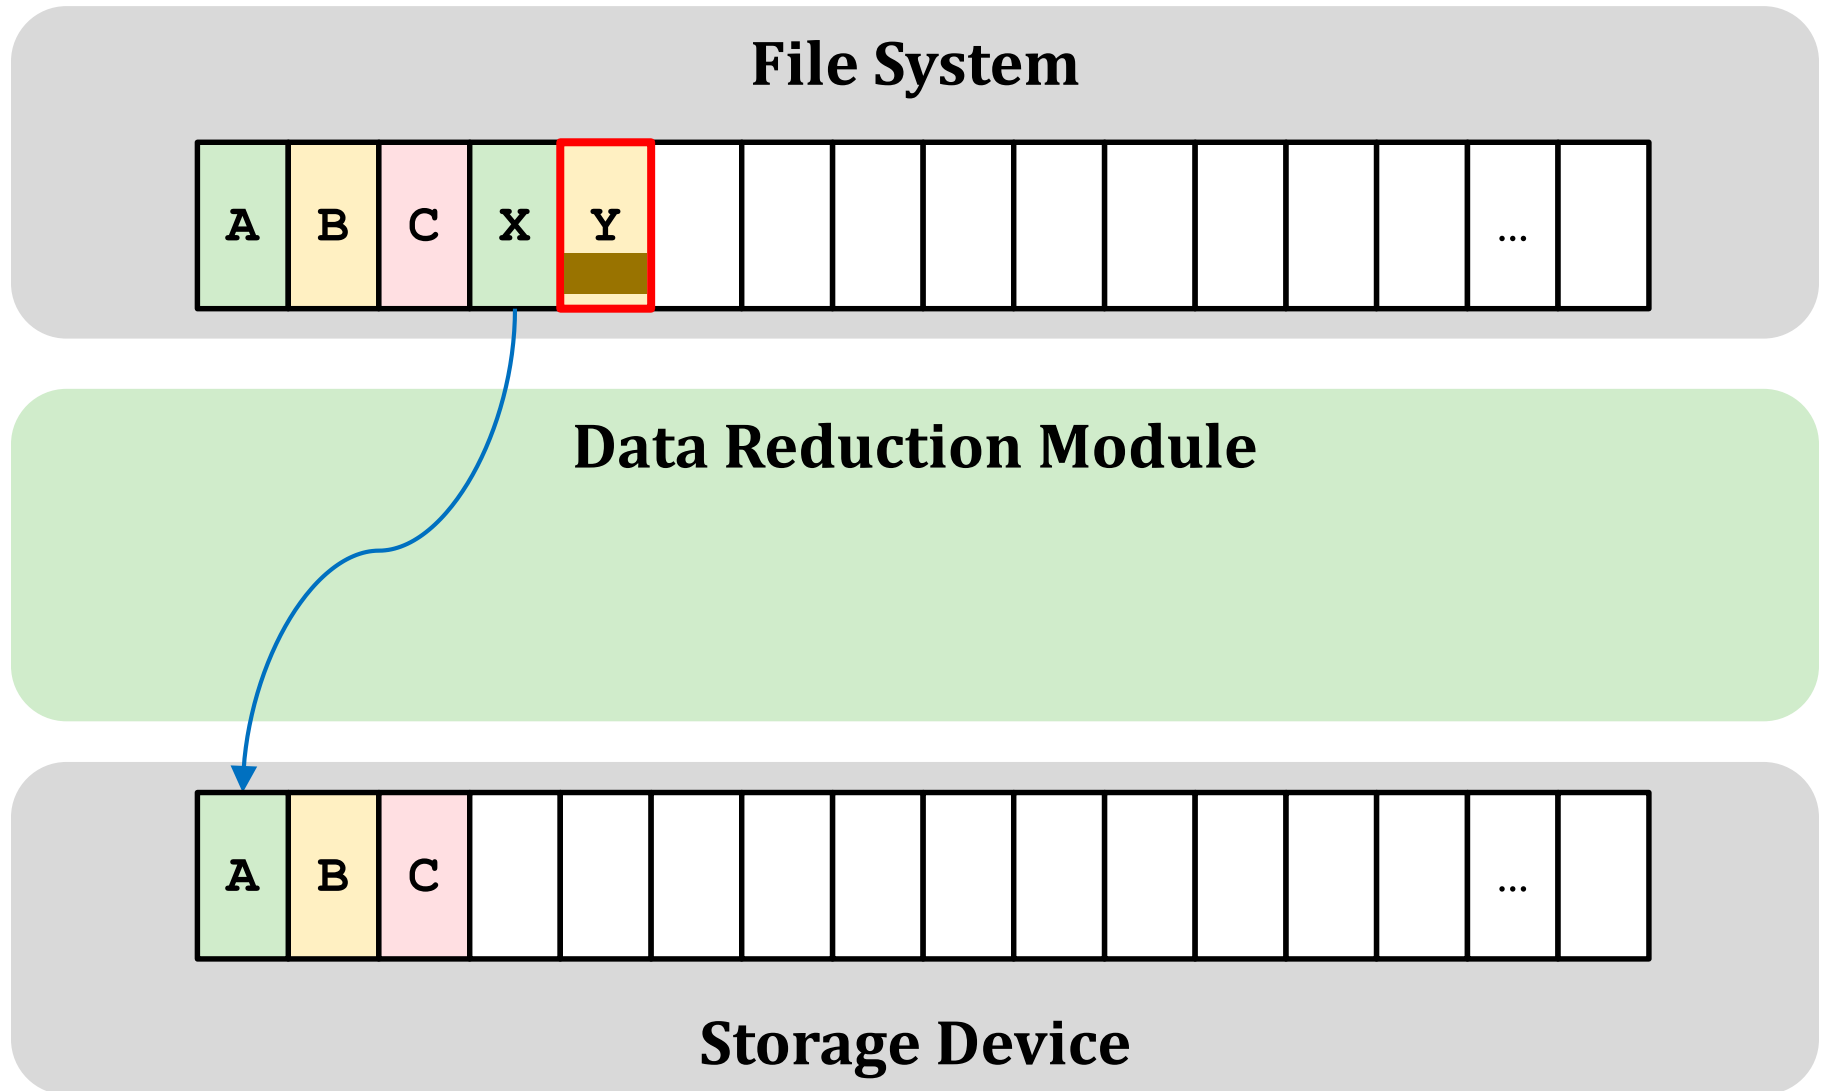 File System
A B C X Y ...
Data Reduction Module
A B C ...
Storage Device